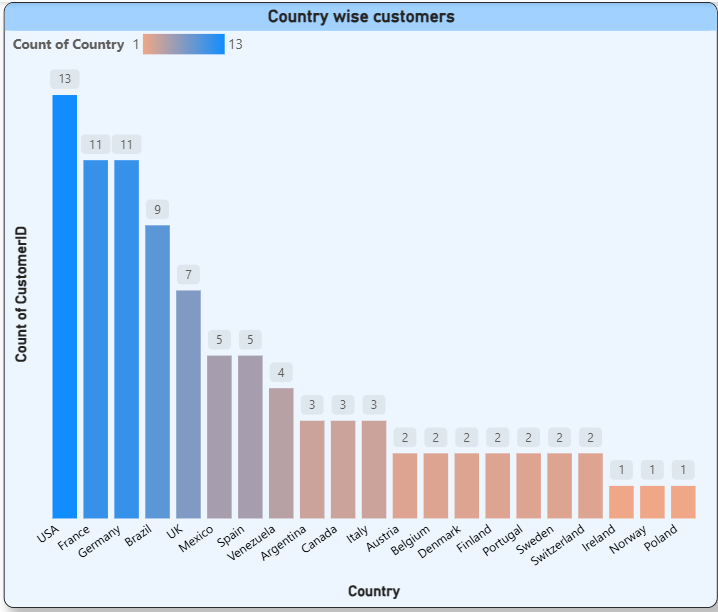 Country wise customers
Count of Country 1 13
Count of CustomerID
13
11 11
9
7
5 5
4
3 3 3
2 2 2 2 2 2 2
1 1 1
USA France Germany Brazil UK Mexico Spain Venezuela Argentina Canada Italy Austria Belgium Denmark Finland Portugal Sweden Switzerland Ireland Norway Poland
Country